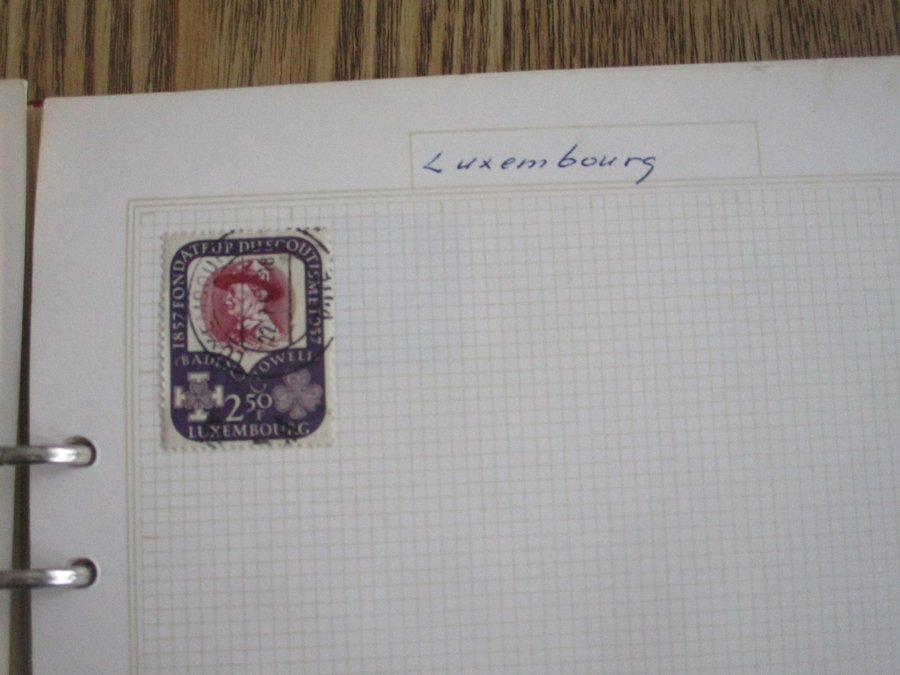 Luxembourg
1857 FONDATEUR DU SCOUTISME 1957
BADEN POWELL
2.50
F
LUXEMBOURG